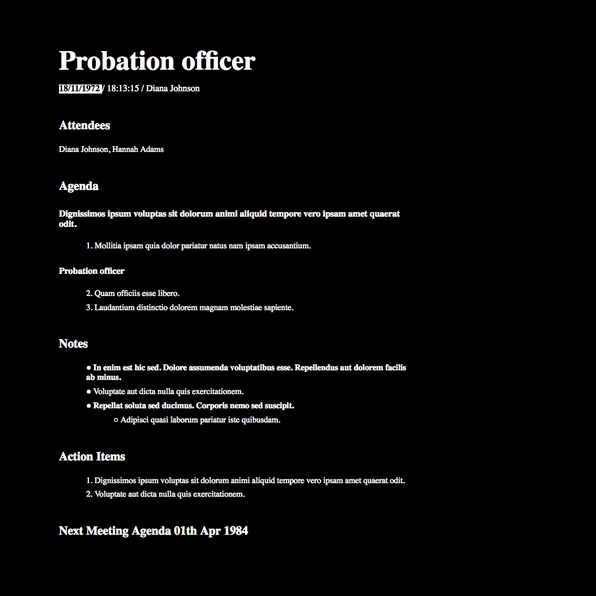 Probation officer
18/11/1972 / 18:13:15 / Diana Johnson
Attendees
Diana Johnson, Hannah Adams
Agenda
Dignissimos ipsum voluptas sit dolorum animi aliquid tempore vero ipsam amet quaerat
odit.
1. Mollitia ipsam quia dolor pariatur natus nam ipsam accusantium.
Probation officer
2. Quam officiis esse libero.
3. Laudantium distinctio dolorem magnam molestiae sapiente.
Notes
● In enim est hic sed. Dolore assumenda voluptatibus esse. Repellendus aut dolorem facilis
ab minus.
● Voluptate aut dicta nulla quis exercitationem.
● Repellat soluta sed ducimus. Corporis nemo sed suscipit.
○ Adipisci quasi laborum pariatur iste quibusdam.
Action Items
1. Dignissimos ipsum voluptas sit dolorum animi aliquid tempore vero ipsam amet quaerat odit.
2. Voluptate aut dicta nulla quis exercitationem.
Next Meeting Agenda 01th Apr 1984